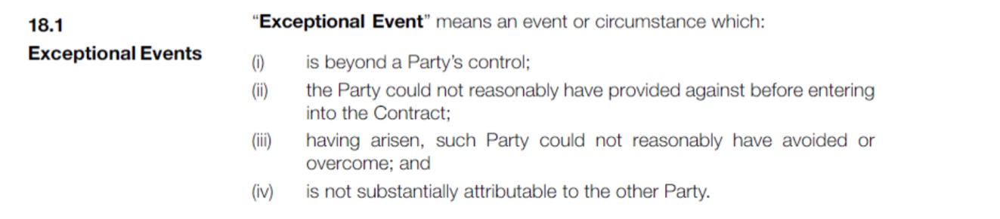 18.1
Exceptional Events
“Exceptional Event” means an event or circumstance which:
(i) is beyond a Party’s control;
(ii) the Party could not reasonably have provided against before entering
into the Contract;
(iii) having arisen, such Party could not reasonably have avoided or
overcome; and
(iv) is not substantially attributable to the other Party.